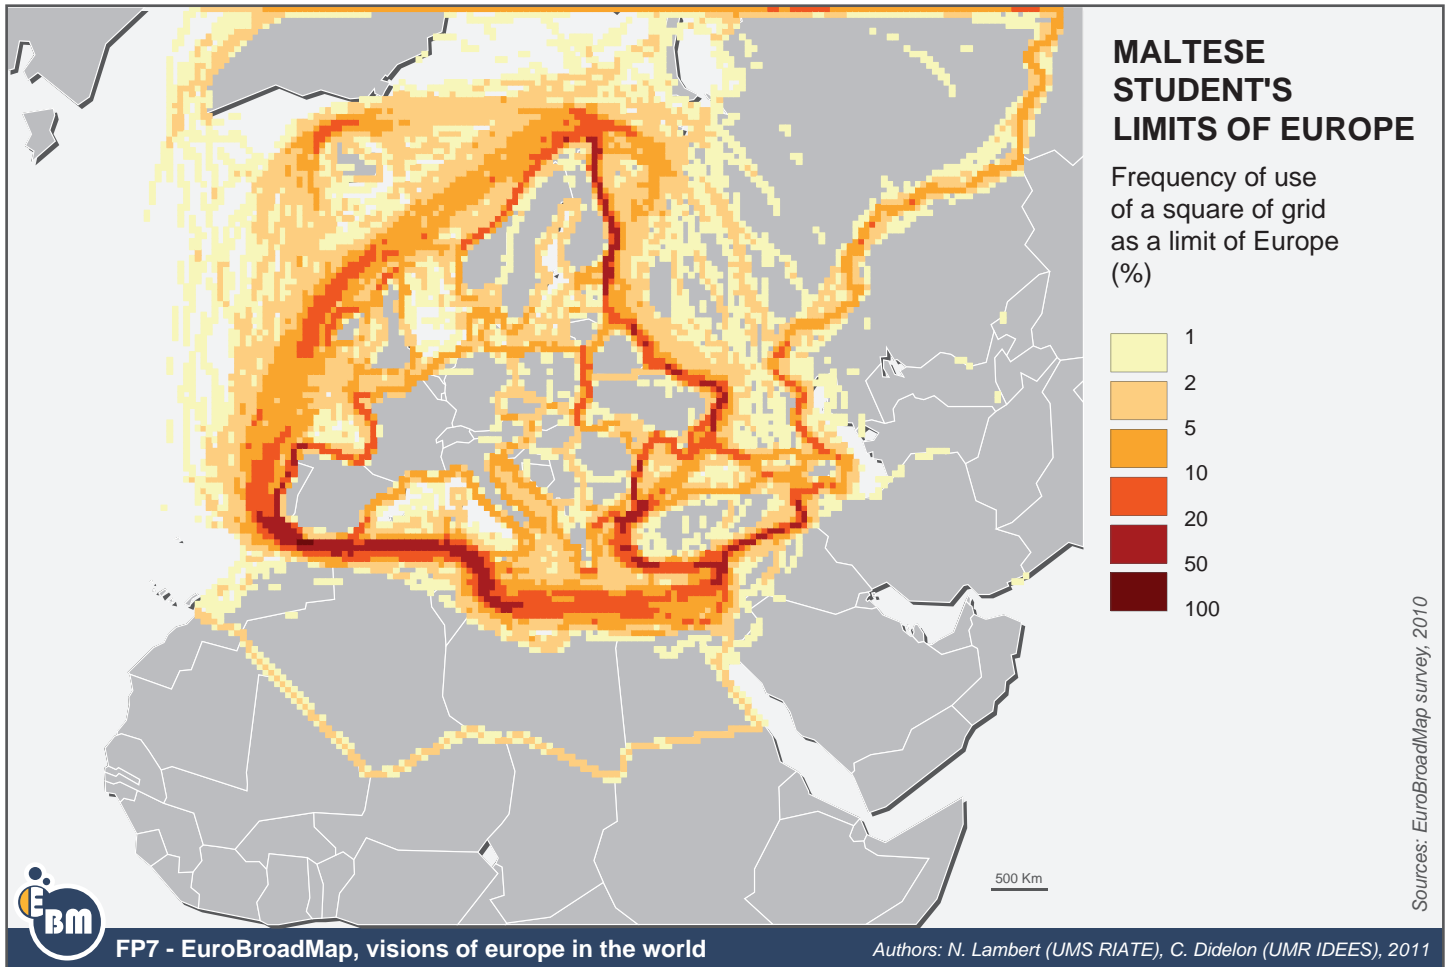 MALTESE
STUDENT'S
LIMITS OF EUROPE
Frequency of use
of a square of grid
as a limit of Europe
(%)
1
2
5
10
20
50
100
Sources: EuroBroadMap survey, 2010
500 Km
EBM
FP7 - EuroBroadMap, visions of europe in the world
Authors: N. Lambert (UMS RIATE), C. Didelon (UMR IDEES), 2011